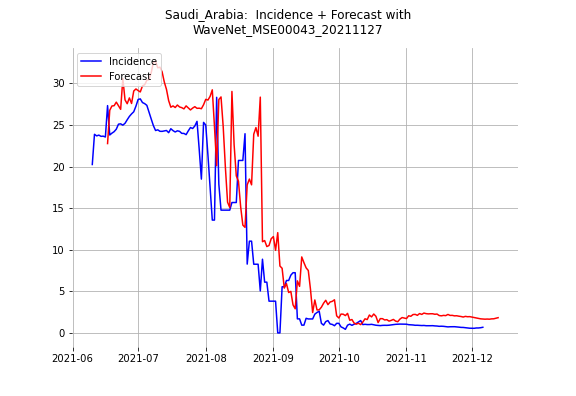 Saudi_Arabia:  Incidence + Forecast with
WaveNet_MSE00043_20211127
Incidence
Forecast
30
25
20
15
10
5
0
2021-06 2021-07 2021-08 2021-09 2021-10 2021-11 2021-12